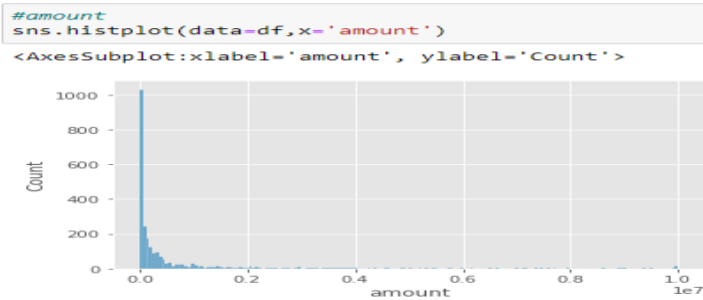 #amount
sns.histplot(data=df,x='amount')
<AxesSubplot:xlabel='amount', ylabel='Count'>
1000
800
600
400
200
0
Count
0.0 0.2 0.4 0.6 0.8 1.0
1e7
amount